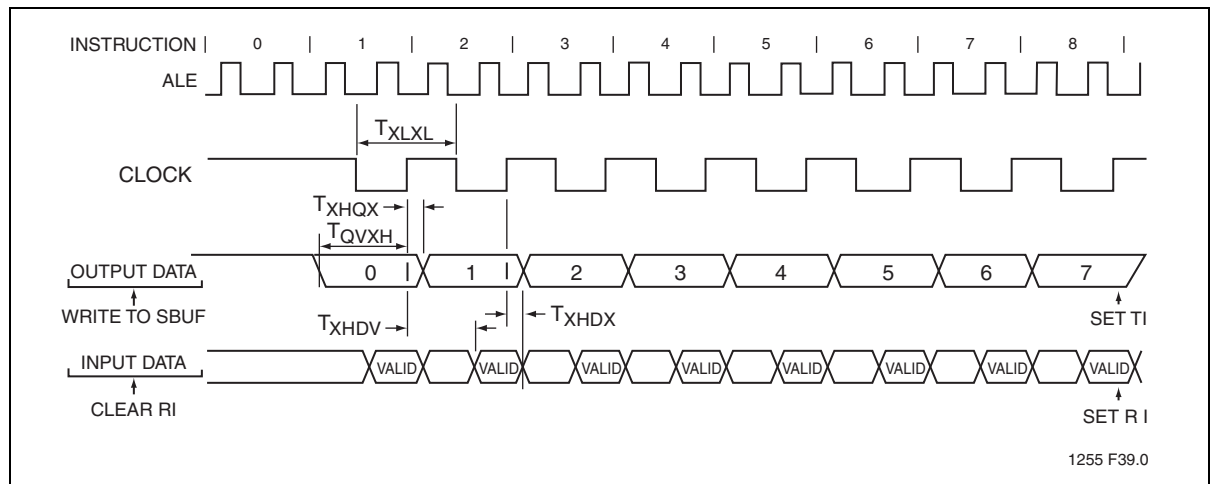 INSTRUCTION | 0 | 1 | 2 | 3 | 4 | 5 | 6 | 7 | 8 |
ALE
TXLXL
CLOCK
TXHQX
TQVXH
OUTPUT DATA 0 1 2 3 4 5 6 7
WRITE TO SBUF
TXHDV
TXHDX
SET TI
INPUT DATA VALID VALID VALID VALID VALID VALID VALID VALID
CLEAR RI
SET R I
1255 F39.0